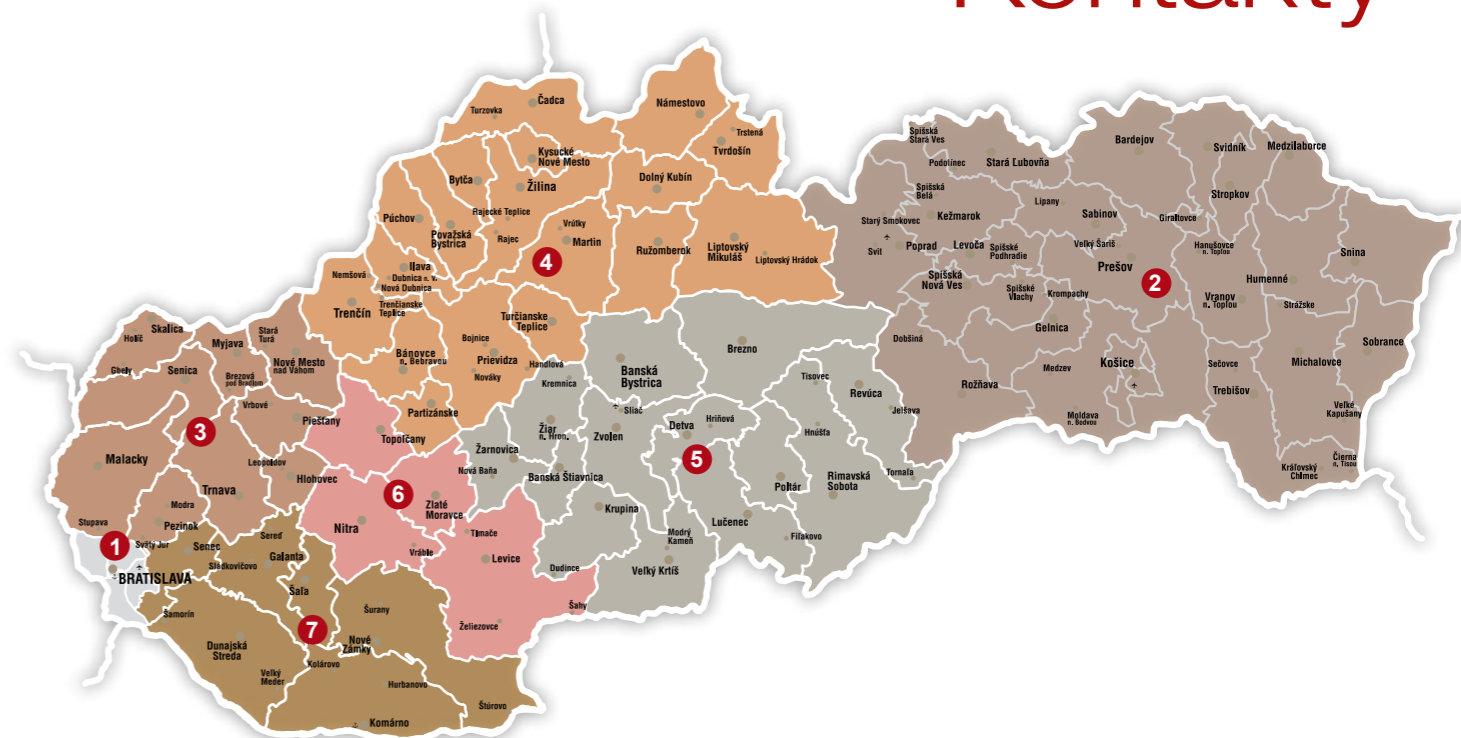 Kontakty
Čadca
Turzovka
Námestovo
Trstená
Tvrdošín
Kysucké
Nové Mesto
Bytča
Žilina
Dolný Kubín
Rajecké Teplice
Púchov
Považská
Bystrica
Rajec
Vrútky
Martin
4
Ružomberok
Liptovský
Mikuláš
Liptovský Hrádok
Ilava
Dubnica n. V.
Nová Dubnica
Nemšová
Trenčianske
Teplice
Trenčín
Turčianske
Teplice
Bojnice
Prievidza
Handlová
Nováky
Bánovce
n. Bebravou
Partizánske
Spišská
Stará Ves
Podolínec
Stará Ľubovňa
Bardejov
Svidník
Medzilaborce
Stropkov
Spišská
Belá
Kežmarok
Lipany
Sabinov
Giraltovce
Starý Smokovec
Svit
Poprad
Levoča
Spišské
Podhradie
Veľký Šariš
Prešov
Hanušovce
n. Topľou
Snina
Spišská
Nová Ves
Spišské
Vlachy
Krompachy
2
Humenné
Vranov
n. Topľou
Strážske
Gelnica
Dobšiná
Košice
Medzev
Rožňava
Moldava
n. Bodvou
Sečovce
Trebišov
Michalovce
Sobrance
Veľké
Kapušany
Kráľovský
Chlmec
Čierna
n. Tisou
Skalica
Holíč
Gbely
Myjava
Stará
Turá
Nové Mesto
nad Váhom
Senica
Brezová
pod Bradlom
Vrbové
Piešťany
3
Malacky
Leopoldov
Hlohovec
Trnava
Modra
Pezinok
Stupava
Svätý Jur
1
BRATISLAVA
Topoľčany
6
Zlaté
Moravce
Nitra
Vráble
Tlmače
Levice
Šahy
Želiezovce
Banská
Bystrica
Brezno
Kremnica
Žiar
n. Hron.
Sliač
Zvolen
Detva
Hriňová
Tisovec
Revúca
Jelšava
Hnúšťa
Žarnovica
Nová Baňa
Banská Štiavnica
5
Poltár
Rimavská
Sobota
Tornaľa
Krupina
Lučenec
Modrý
Kameň
Fiľakovo
Veľký Krtíš
Dudince
Senec
Sereď
Galanta
Sládkovičovo
Šaľa
Šamorín
Dunajská
Streda
Veľký
Meder
7
Šurany
Nové
Zámky
Kolárovo
Hurbanovo
Komárno
Štúrovo